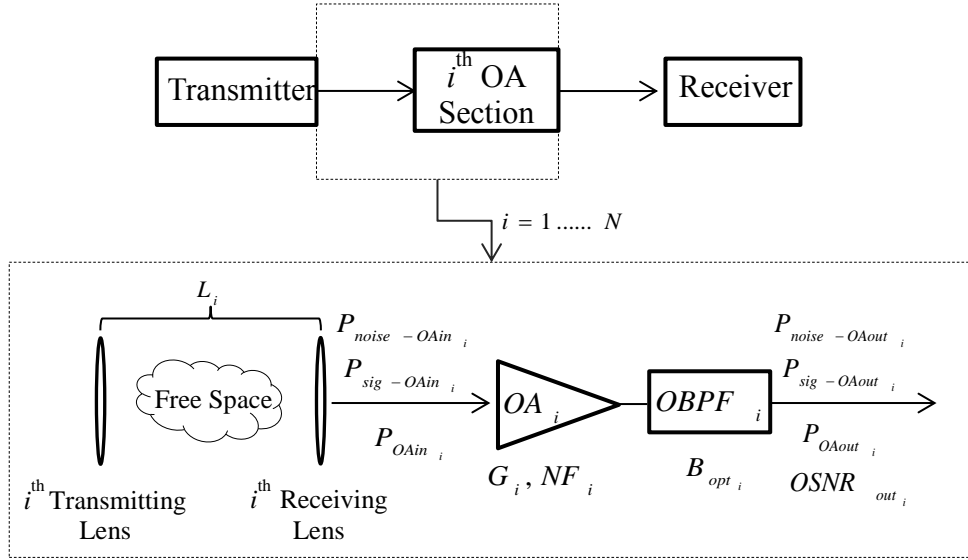 Transmitter
i^th OA
Section
Receiver
i = 1 ...... N
L_i
P_noise - OAin_i
P_sig - OAin_i
P_OAin_i
Free Space
OA_i
G_i, NF_i
OBPF_i
B_opt_i
P_noise - OAout_i
P_sig - OAout_i
P_OAout_i
OSNR_out_i
i^th Transmitting
Lens
i^th Receiving
Lens